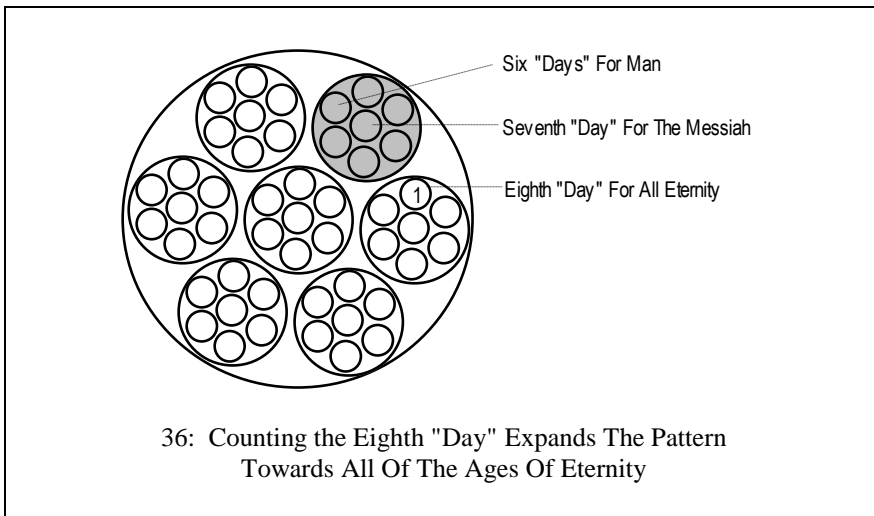 Six "Days" For Man
Seventh "Day" For The Messiah
Eighth "Day" For All Eternity
1
36:  Counting the Eighth "Day" Expands The Pattern
Towards All Of The Ages Of Eternity